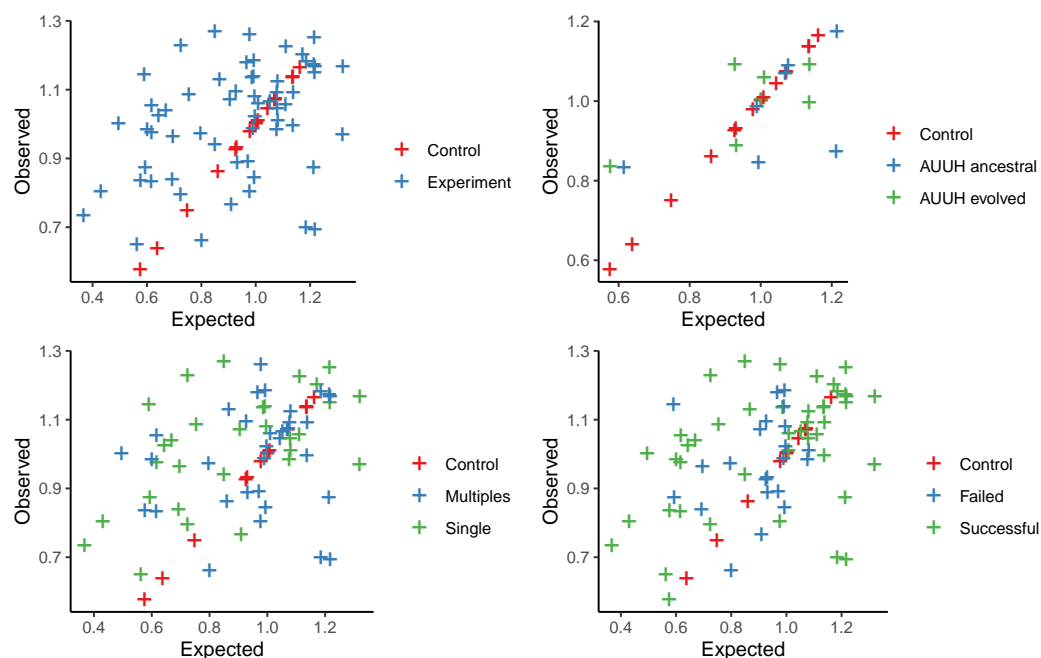 1.3
1.1
0.9
0.7
Observed
0.4 0.6 0.8 1.0 1.2
Expected
Control
Experiment
1.2
1.0
0.8
0.6
Observed
0.6 0.8 1.0 1.2
Expected
Control
AUUH ancestral
AUUH evolved
1.3
1.1
0.9
0.7
Observed
0.4 0.6 0.8 1.0 1.2
Expected
Control
Multiples
Single
1.3
1.1
0.9
0.7
Observed
0.4 0.6 0.8 1.0 1.2
Expected
Control
Failed
Successful